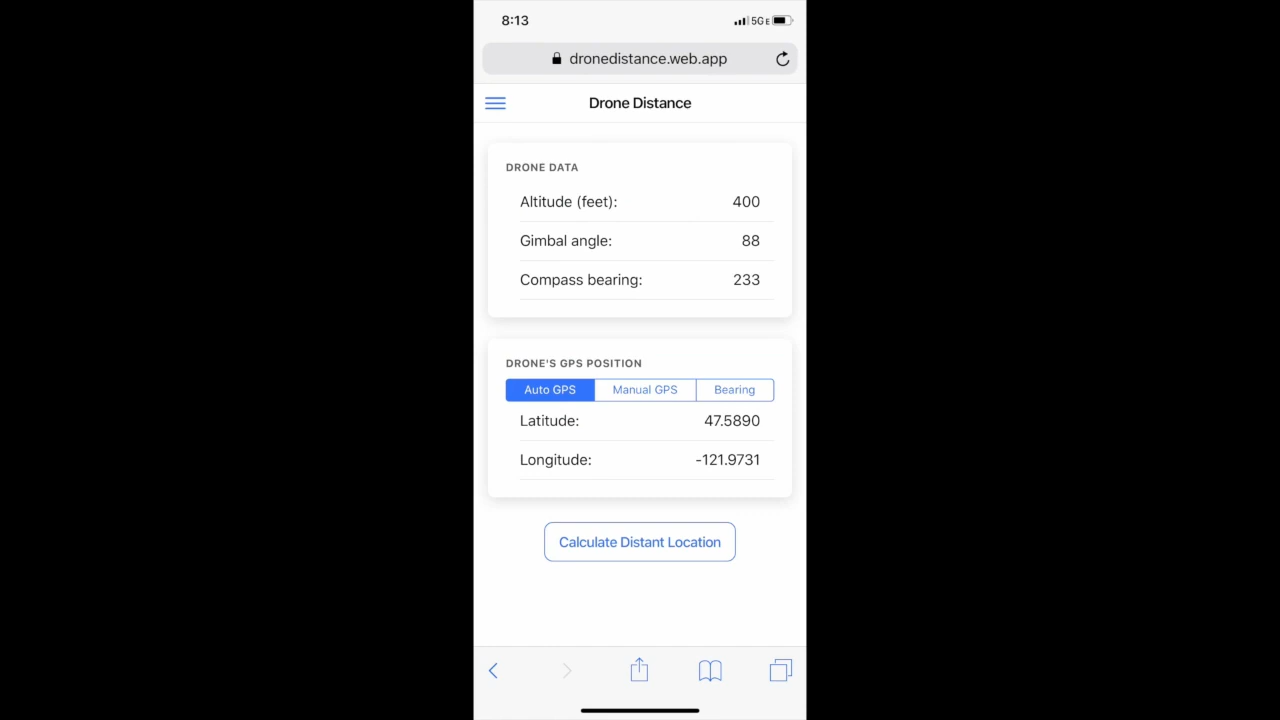 8:13 5GE
dronedistance.web.app
Drone Distance
DRONE DATA
Altitude (feet): 400
Gimbal angle: 88
Compass bearing: 233
DRONE'S GPS POSITION
Auto GPS Manual GPS Bearing
Latitude: 47.5890
Longitude: -121.9731
Calculate Distant Location